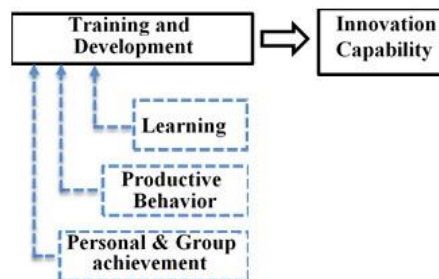 Training and
Development
Innovation
Capability
Learning
Productive
Behavior
Personal & Group
achievement